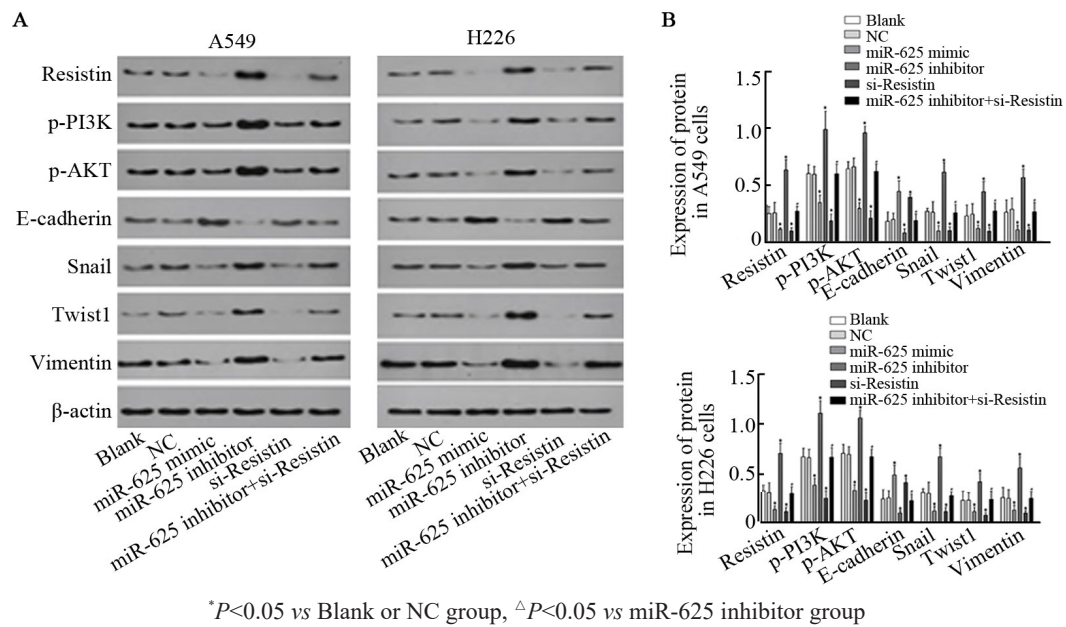 A
A549
H226
Resistin
p-PI3K
p-AKT
E-cadherin
Snail
Twist1
Vimentin
β-actin
Blank
NC
miR-625 mimic
miR-625 inhibitor
si-Resistin
miR-625 inhibitor+si-Resistin
Blank
NC
miR-625 mimic
miR-625 inhibitor
si-Resistin
miR-625 inhibitor+si-Resistin
B
Blank
NC
miR-625 mimic
miR-625 inhibitor
si-Resistin
miR-625 inhibitor+si-Resistin
Expression of protein
in A549 cells
1.5
1.0
0.5
0
Resistin
p-PI3K
p-AKT
E-cadherin
Snail
Twist1
Vimentin
Blank
NC
miR-625 mimic
miR-625 inhibitor
si-Resistin
miR-625 inhibitor+si-Resistin
Expression of protein
in H226 cells
1.5
1.0
0.5
0
Resistin
p-PI3K
p-AKT
E-cadherin
Snail
Twist1
Vimentin
*P<0.05 vs Blank or NC group, △P<0.05 vs miR-625 inhibitor group